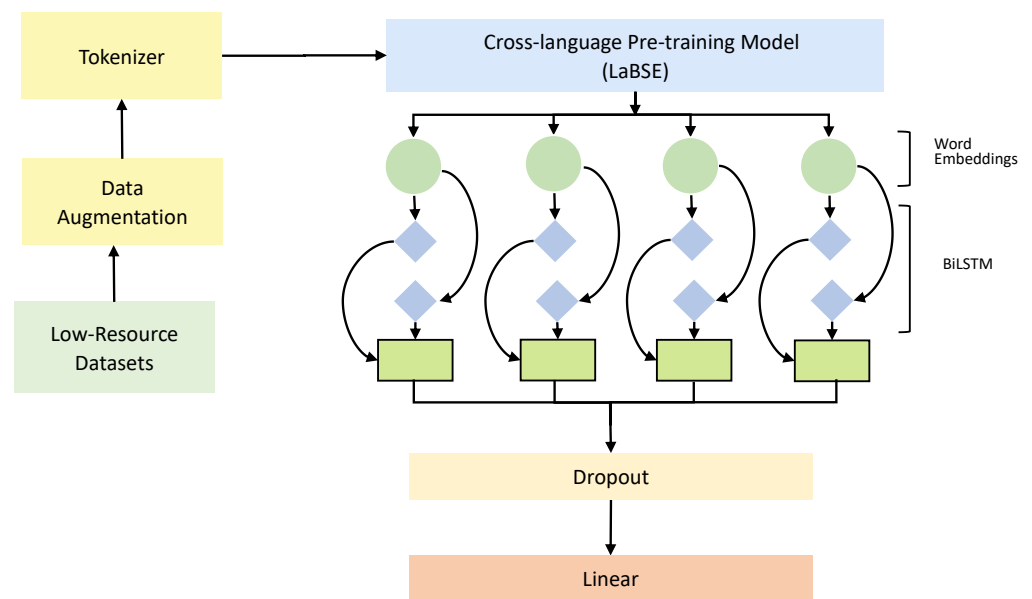 Tokenizer
Cross-language Pre-training Model
(LaBSE)
Word
Embeddings
Data
Augmentation
BiLSTM
Low-Resource
Datasets
Dropout
Linear